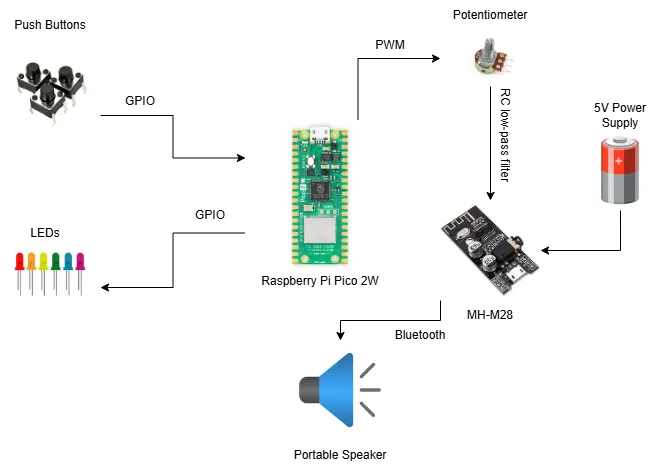 Potentiometer
Push Buttons
PWM
GPIO
RC low-pass filter
5V Power
Supply
GPIO
LEDs
Raspberry Pi Pico 2W
MH-M28
Bluetooth
Portable Speaker